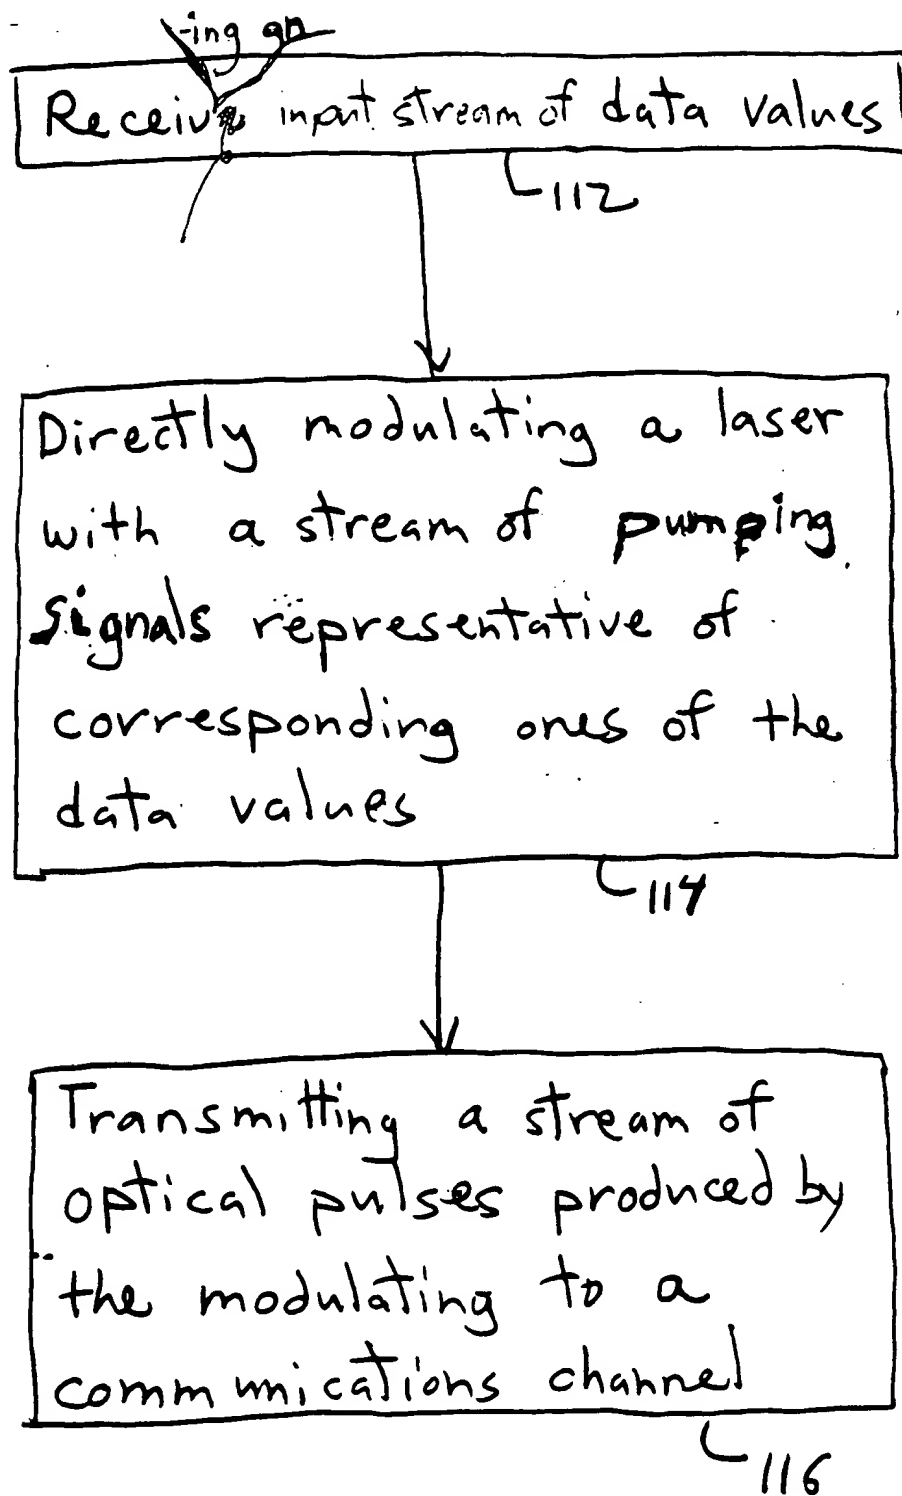 -ing an
Receive input stream of data values
112
Directly modulating a laser
with a stream of pumping
signals representative of
corresponding ones of the
data values
114
Transmitting a stream of
optical pulses produced by
the modulating to a
communications channel
116